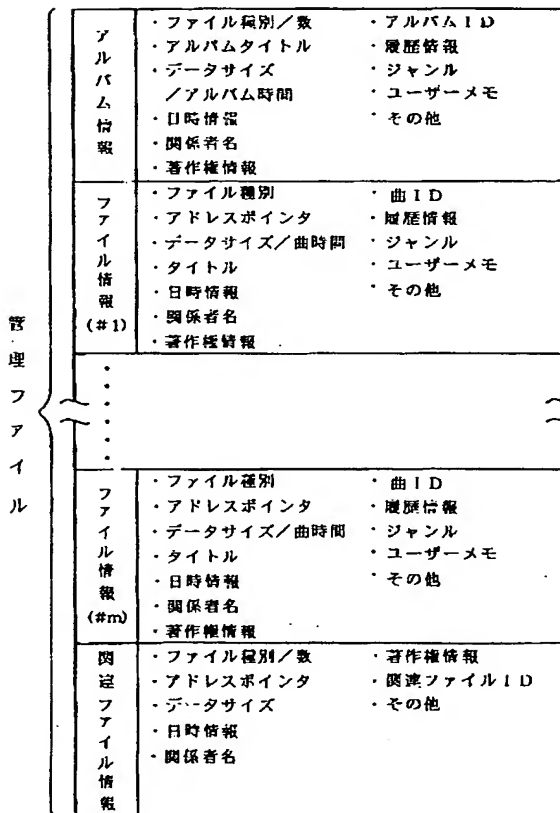 管理ファイル
アルバム情報
・ファイル種別／数
・アルバムタイトル
・データサイズ
／アルバム時間
・日時情報
・関係者名
・著作権情報
・アルバムID
・履歴情報
・ジャンル
・ユーザーメモ
・その他
ファイル情報
(#1)
・ファイル種別
・アドレスポインタ
・データサイズ／曲時間
・タイトル
・日時情報
・関係者名
・著作権情報
・曲ID
・履歴情報
・ジャンル
・ユーザーメモ
・その他
ファイル情報
(#m)
・ファイル種別
・アドレスポインタ
・データサイズ／曲時間
・タイトル
・日時情報
・関係者名
・著作権情報
・曲ID
・履歴情報
・ジャンル
・ユーザーメモ
・その他
関連ファイル情報
・ファイル種別／数
・アドレスポインタ
・データサイズ
・日時情報
・関係者名
・著作権情報
・関連ファイルID
・その他